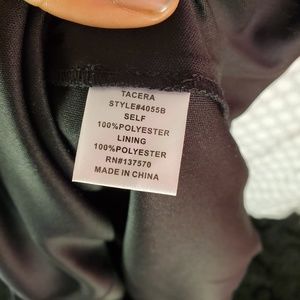 TACERA
STYLE#4055B
SELF
100%POLYESTER
LINING
100%POLYESTER
RN#137570
MADE IN CHINA